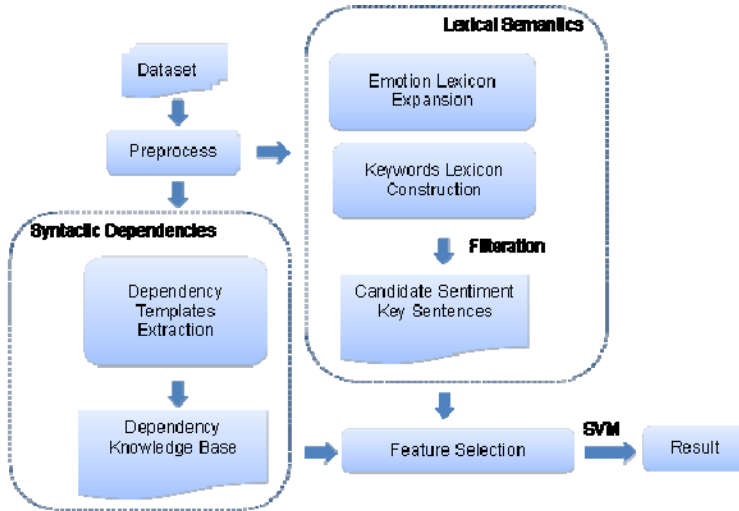 Lexical Semantics
Dataset
Emotion Lexicon
Expansion
Preprocess
Keywords Lexicon
Construction
Syntactic Dependencies
Filteration
Dependency
Templates
Extraction
Candidate Sentiment
Key Sentences
Dependency
Knowledge Base
Feature Selection
SVM
Result